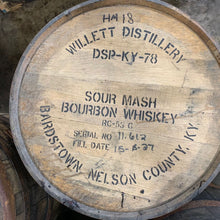 HM 18
WILLETT DISTILLERY
DSP-KY-78
SOUR MASH
BOURBON WHISKEY
RC-53 G
SERIAL NO 11612
FILL DATE 15-A-37
BARDSTOWN, NELSON COUNTY, KY